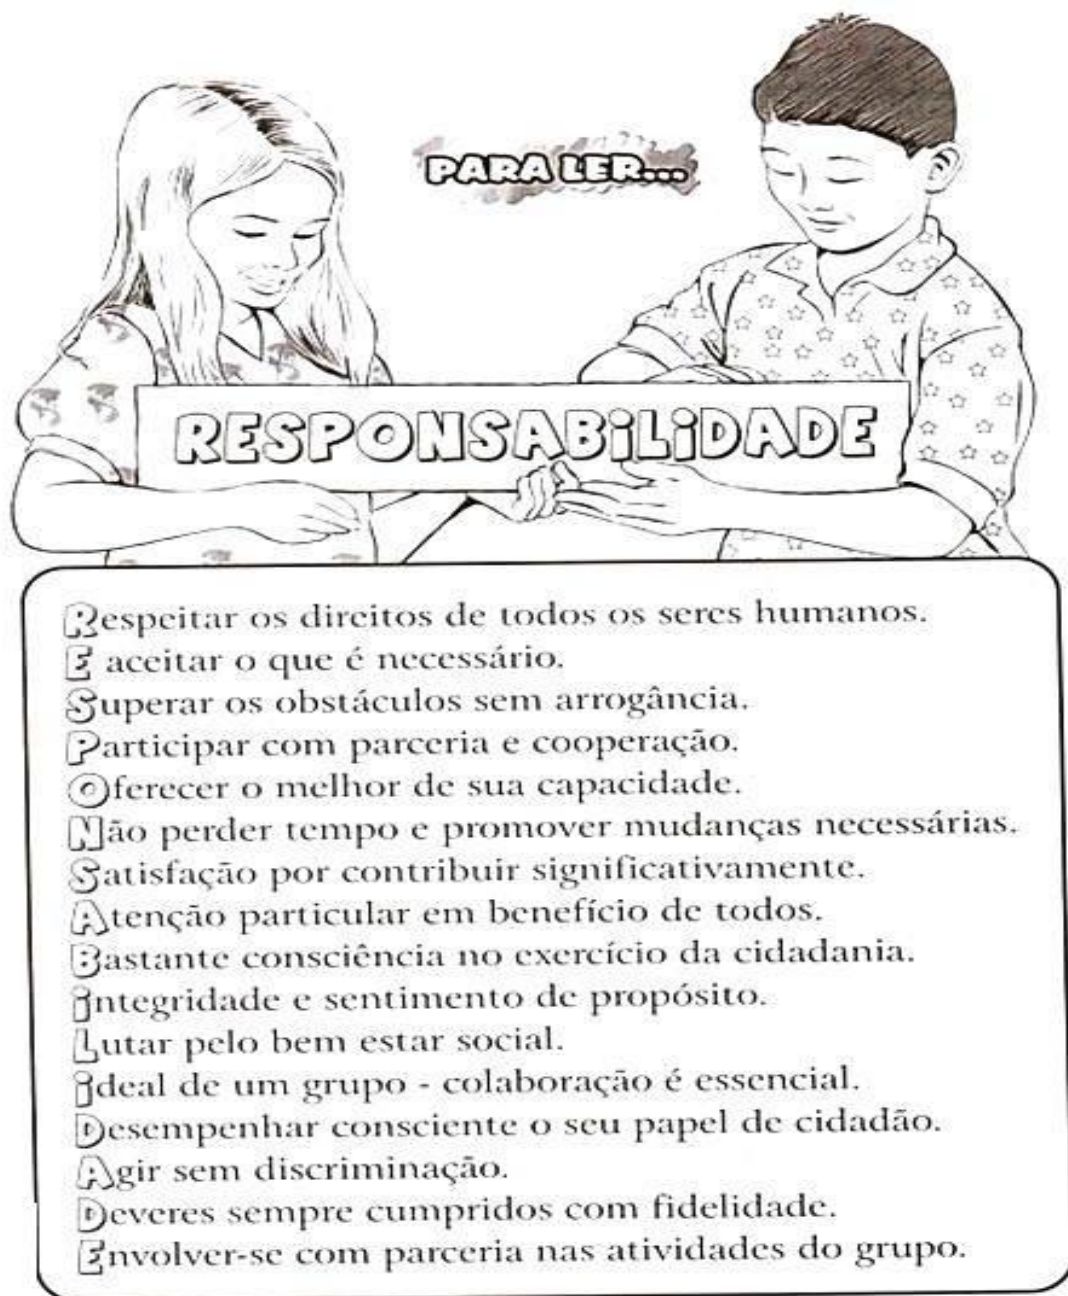 PARA LER...
RESPONSABiLiDADE
Respeitar os direitos de todos os seres humanos.
E aceitar o que é necessário.
Superar os obstáculos sem arrogância.
Participar com parceria e cooperação.
Oferecer o melhor de sua capacidade.
Não perder tempo e promover mudanças necessárias.
Satisfação por contribuir significativamente.
Atenção particular em benefício de todos.
Bastante consciência no exercício da cidadania.
integridade e sentimento de propósito.
Lutar pelo bem estar social.
ideal de um grupo - colaboração é essencial.
Desempenhar consciente o seu papel de cidadão.
Agir sem discriminação.
Deveres sempre cumpridos com fidelidade.
Envolver-se com parceria nas atividades do grupo.